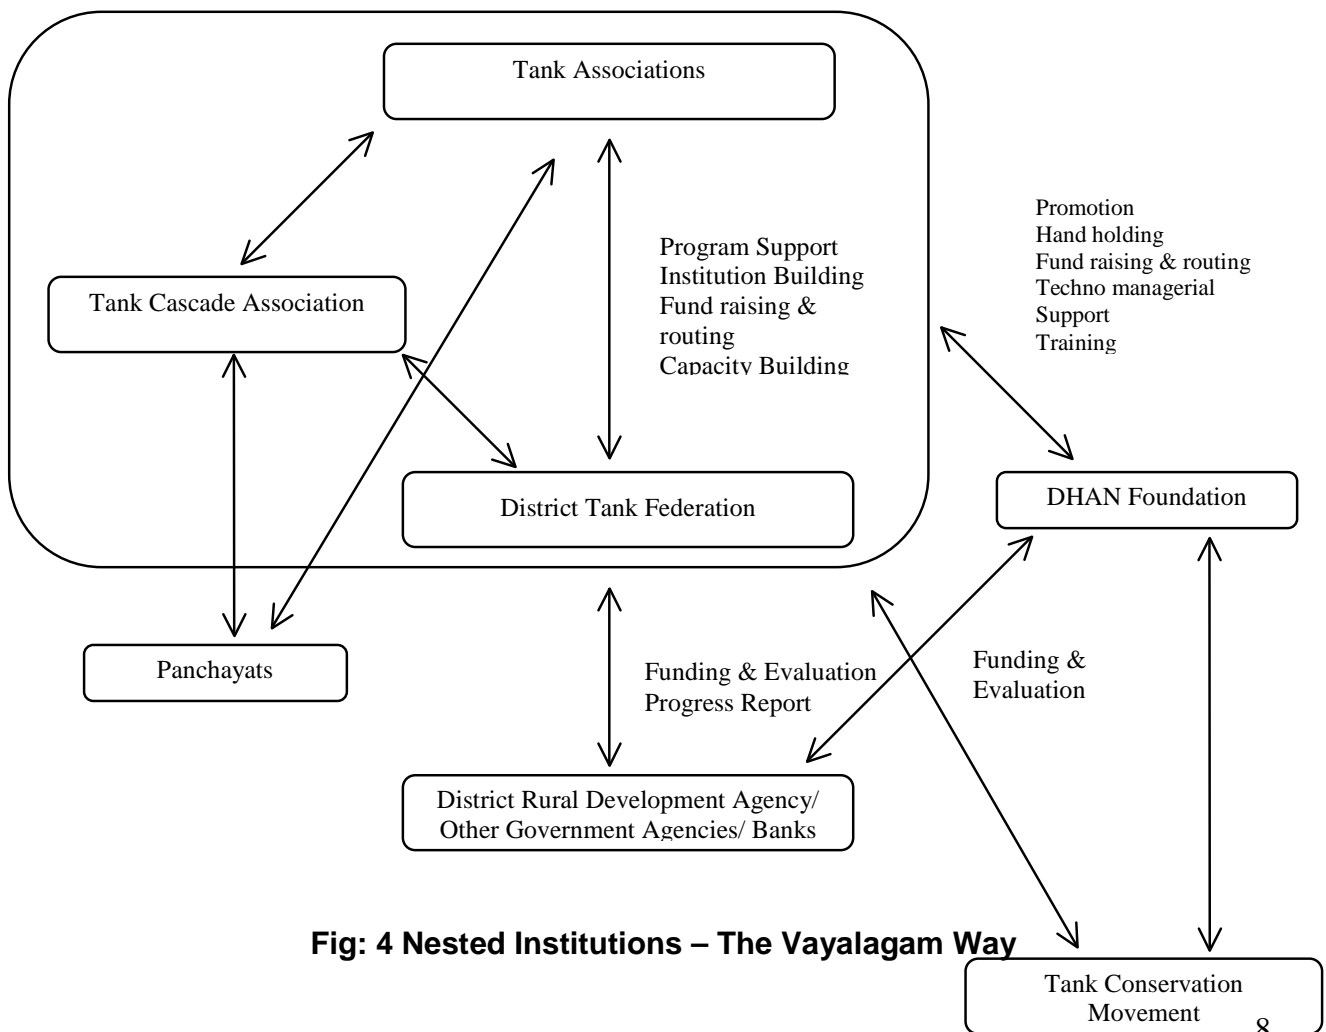 Tank Associations
Program Support
Institution Building
Fund raising &
routing
Capacity Building
Promotion
Hand holding
Fund raising & routing
Techno managerial
Support
Training
Tank Cascade Association
District Tank Federation
DHAN Foundation
Panchayats
Funding & Evaluation
Progress Report
Funding &
Evaluation
District Rural Development Agency/
Other Government Agencies/ Banks
Fig: 4 Nested Institutions – The Vayalagam Way
Tank Conservation
Movement
8